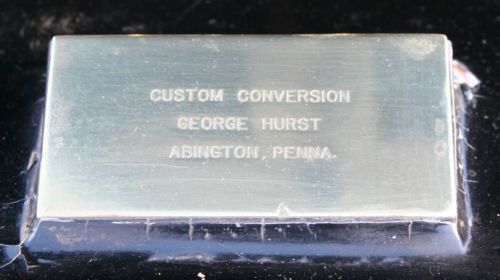 CUSTOM CONVERSION
GEORGE HURST
ABINGTON, PENNA.